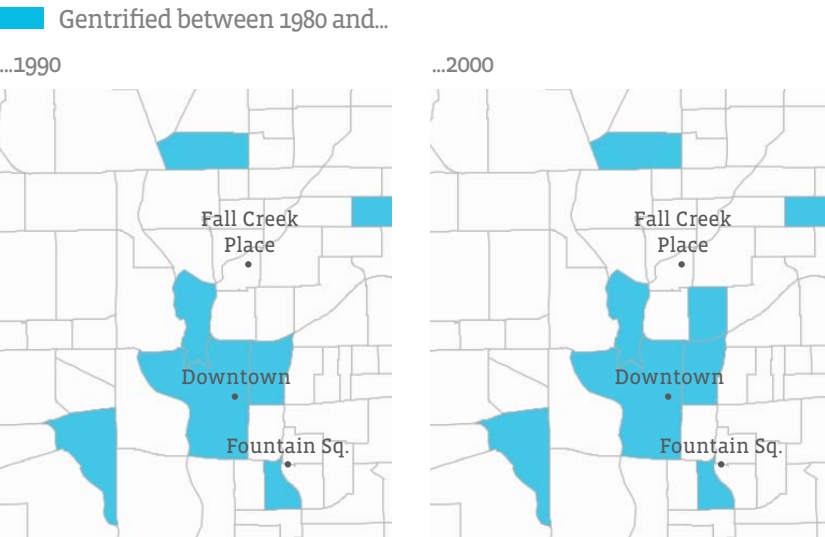 Gentrified between 1980 and...
...1990
...2000
Fall Creek
Place
Downtown
Fountain Sq.
Fall Creek
Place
Downtown
Fountain Sq.